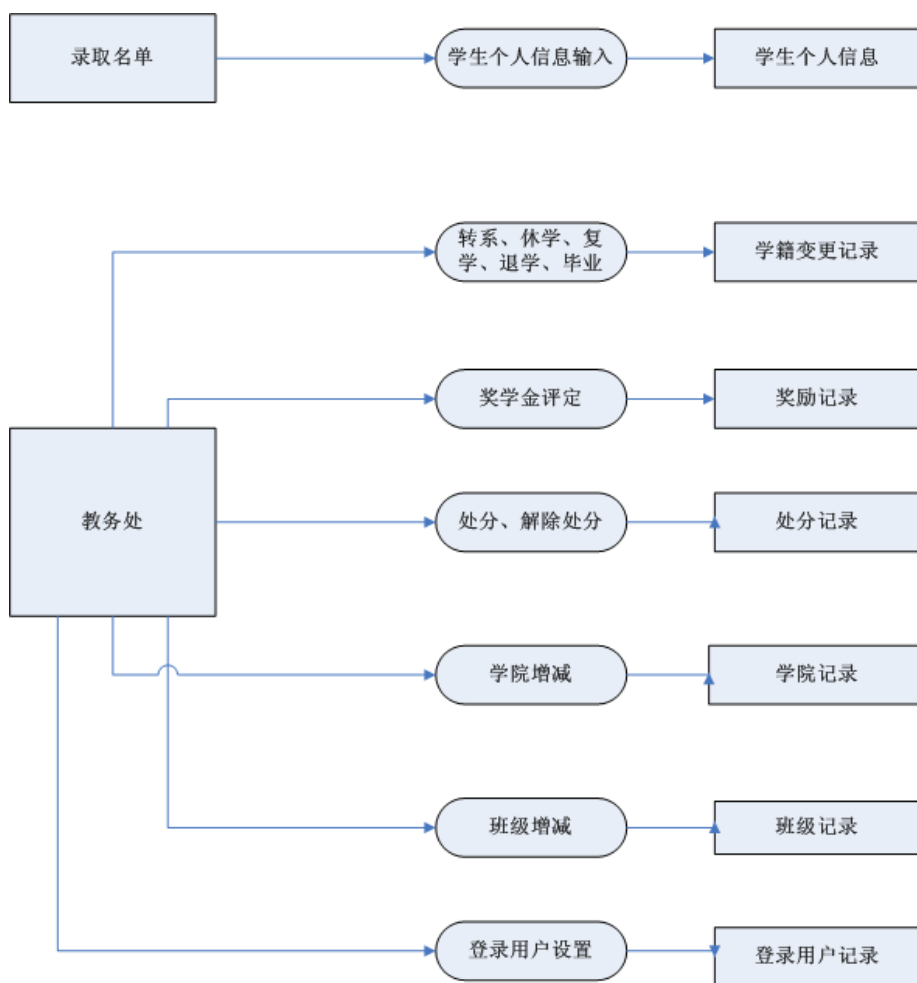 录取名单
学生个人信息输入
学生个人信息
转系、休学、复
学、退学、毕业
学籍变更记录
奖学金评定
奖励记录
教务处
处分、解除处分
处分记录
学院增减
学院记录
班级增减
班级记录
登录用户设置
登录用户记录